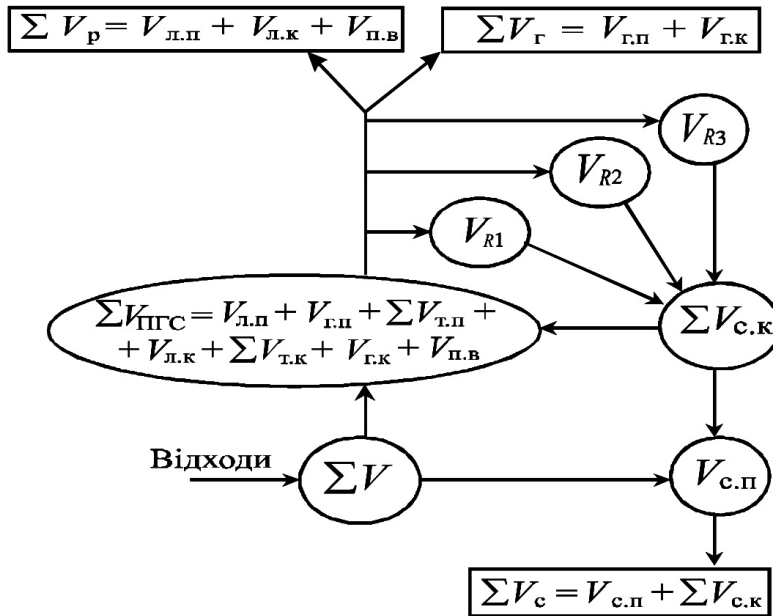 ∑ Vр = Vл.п + Vл.к + Vп.в
∑Vг = Vг.п + Vг.к
VR3
VR2
VR1
∑VПГС = Vл.п + Vг.п + ∑Vт.п +
+ Vл.к + ∑Vт.к + Vг.к + Vп.в
∑Vс.к
Відходи
∑V
Vс.п
∑Vс = Vс.п + ∑Vс.к